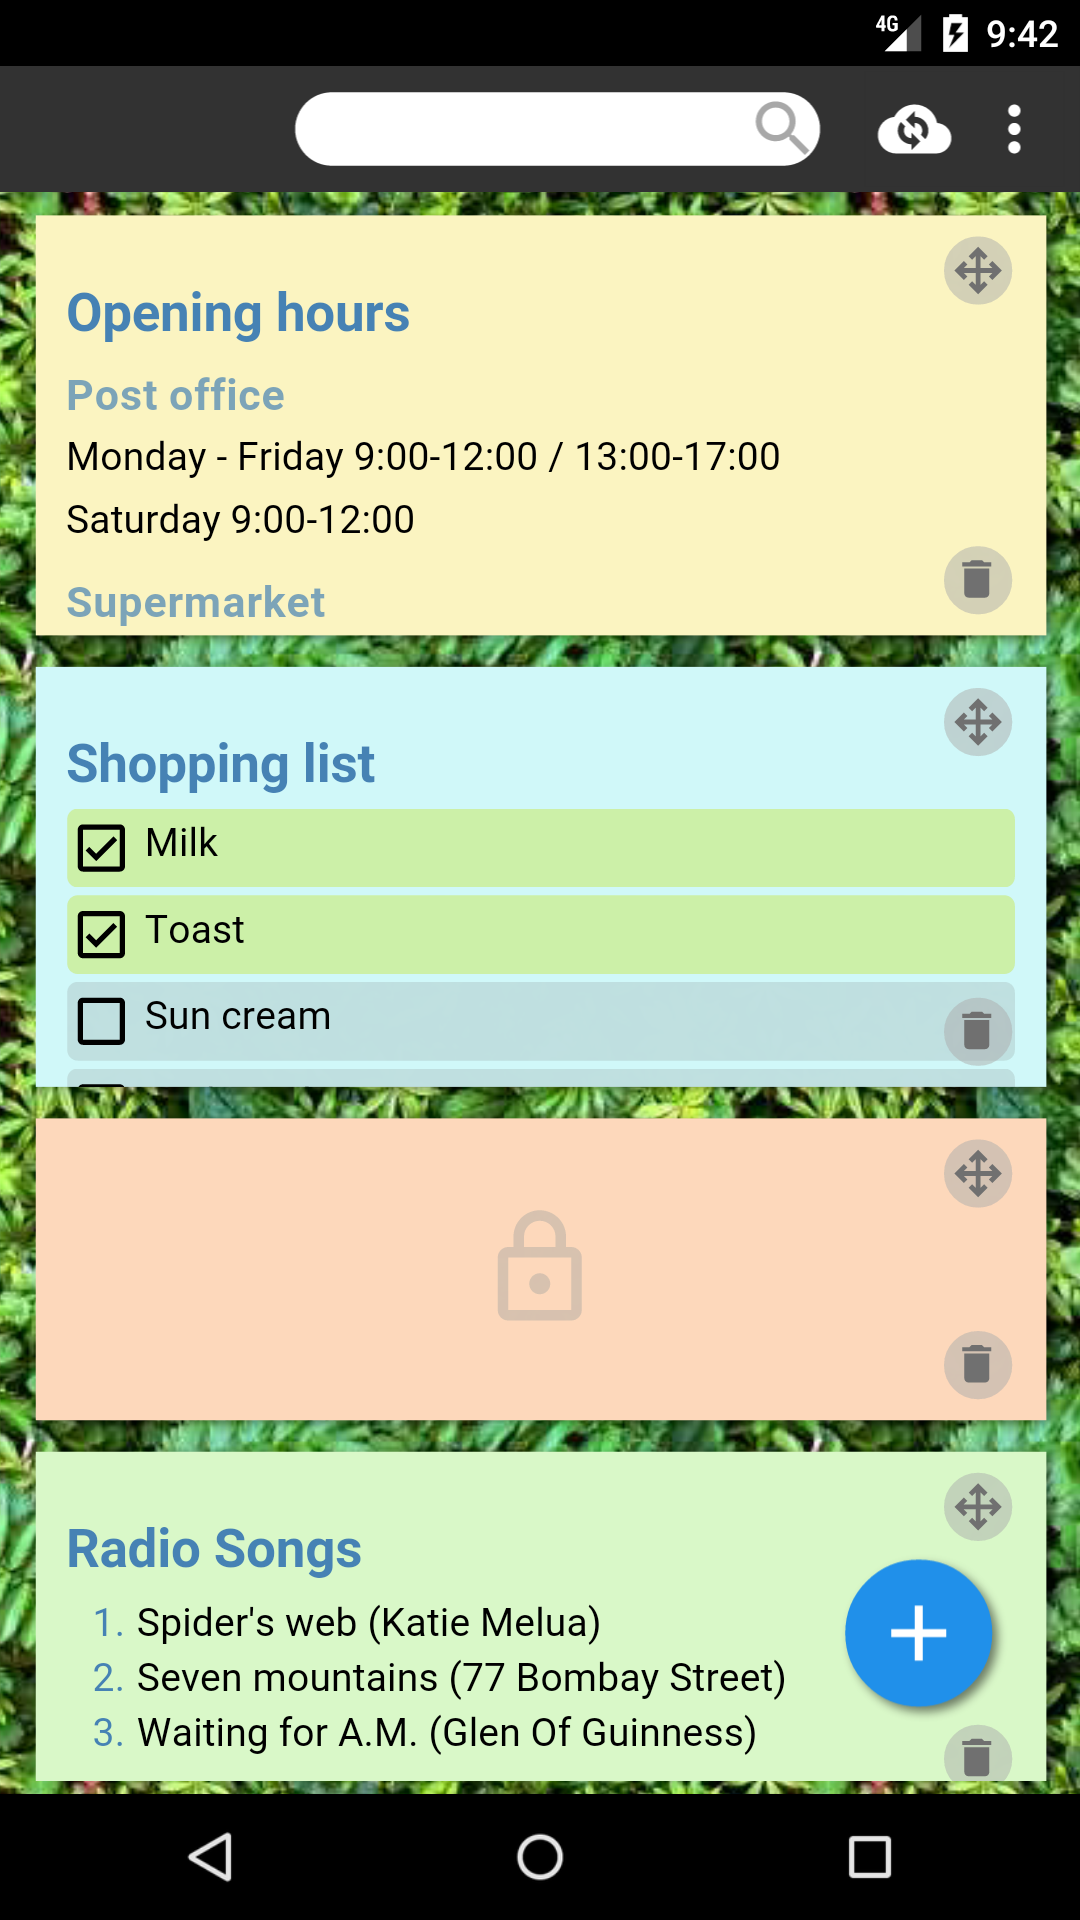 4G 9:42
Opening hours
Post office
Monday - Friday 9:00-12:00 / 13:00-17:00
Saturday 9:00-12:00
Supermarket
Shopping list
Milk
Toast
Sun cream
Radio Songs
1. Spider's web (Katie Melua)
2. Seven mountains (77 Bombay Street)
3. Waiting for A.M. (Glen Of Guinness)